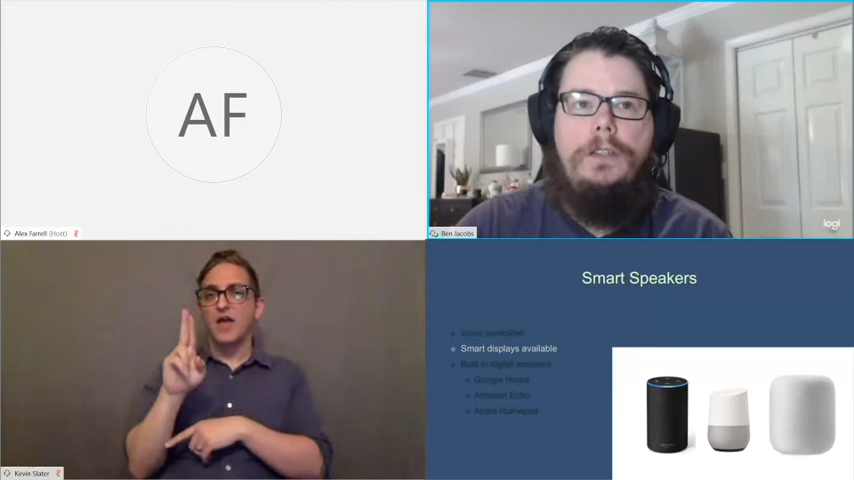 AF
Alex Farrell (Host)
logi
Ben Jacobs
Smart Speakers
Voice controlled
Smart displays available
Built in digital assistant
Google Home
Amazon Echo
Apple Homepod
Kevin Slater